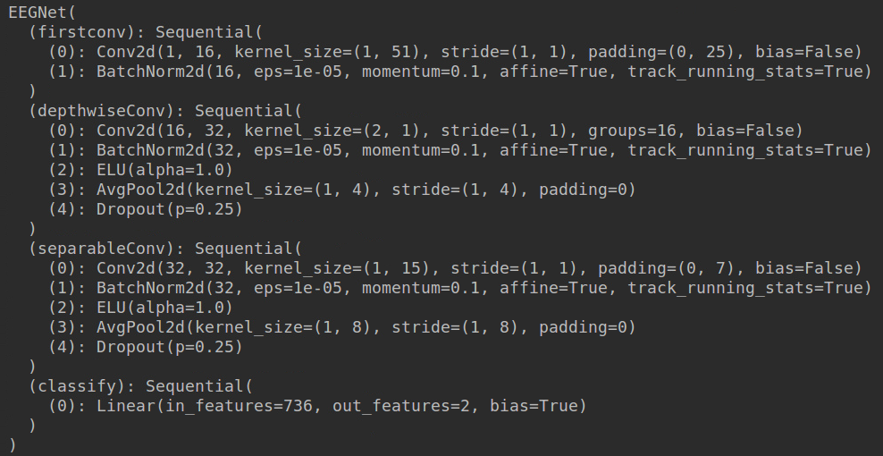 EEGNet(
  (firstconv): Sequential(
    (0): Conv2d(1, 16, kernel_size=(1, 51), stride=(1, 1), padding=(0, 25), bias=False)
    (1): BatchNorm2d(16, eps=1e-05, momentum=0.1, affine=True, track_running_stats=True)
  )
  (depthwiseConv): Sequential(
    (0): Conv2d(16, 32, kernel_size=(2, 1), stride=(1, 1), groups=16, bias=False)
    (1): BatchNorm2d(32, eps=1e-05, momentum=0.1, affine=True, track_running_stats=True)
    (2): ELU(alpha=1.0)
    (3): AvgPool2d(kernel_size=(1, 4), stride=(1, 4), padding=0)
    (4): Dropout(p=0.25)
  )
  (separableConv): Sequential(
    (0): Conv2d(32, 32, kernel_size=(1, 15), stride=(1, 1), padding=(0, 7), bias=False)
    (1): BatchNorm2d(32, eps=1e-05, momentum=0.1, affine=True, track_running_stats=True)
    (2): ELU(alpha=1.0)
    (3): AvgPool2d(kernel_size=(1, 8), stride=(1, 8), padding=0)
    (4): Dropout(p=0.25)
  )
  (classify): Sequential(
    (0): Linear(in_features=736, out_features=2, bias=True)
  )
)